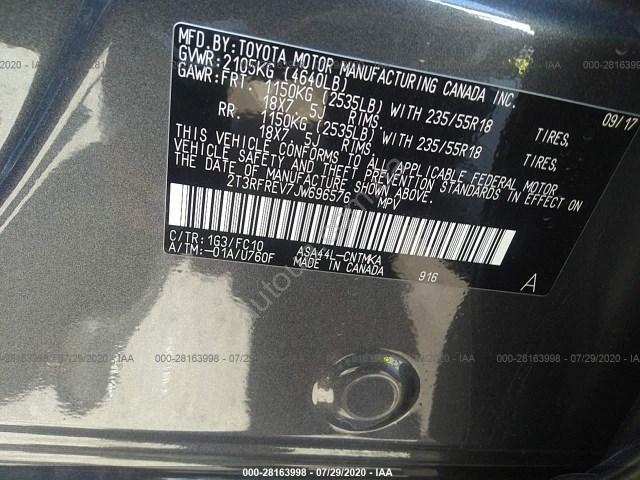 MFD.BY:TOYOTA MOTOR MANUFACTURING CANADA INC.
GVWR:2105KG (4640LB) 09/17
GAWR:FRT. 1150KG (2535LB) WITH 235/55R18 TIRES,
18X7.5J RIMS,
RR. 1150KG (2535LB) WITH 235/55R18 TIRES,
18X7.5J RIMS.
THIS VEHICLE CONFORMS TO ALL APPLICABLE FEDERAL MOTOR
VEHICLE SAFETY AND THEFT PREVENTION STANDARDS IN EFFECT ON
THE DATE OF MANUFACTURE SHOWN ABOVE.
2T3RFREV7JW696576 MPV
C/TR:1G3/FC10 ASA44L-CNTMKA
A/TM:-01A/U760F MADE IN CANADA
916 A
000-28163998 - 07/29/2020 - IAA
000-28163998 - 07/29/2020 - IAA
000-28163998 - 07/29/2020 - IAA
000-28163998 - 07/29/2020 - IAA